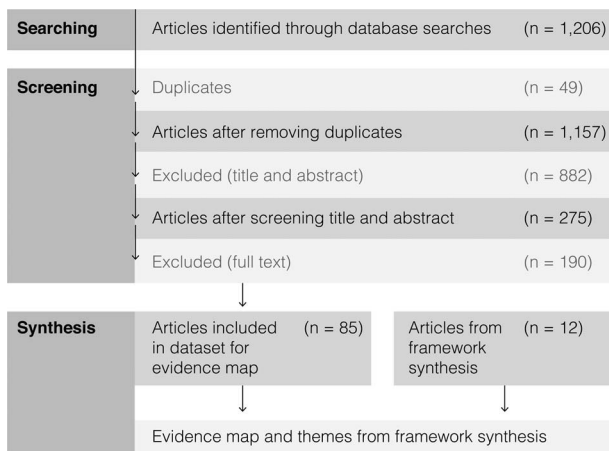 Searching Articles identified through database searches (n = 1,206)
Screening Duplicates (n = 49)
Articles after removing duplicates (n = 1,157)
Excluded (title and abstract) (n = 882)
Articles after screening title and abstract (n = 275)
Excluded (full text) (n = 190)
Synthesis Articles included (n = 85)
in dataset for
evidence map
Articles from (n = 12)
framework
synthesis
Evidence map and themes from framework synthesis